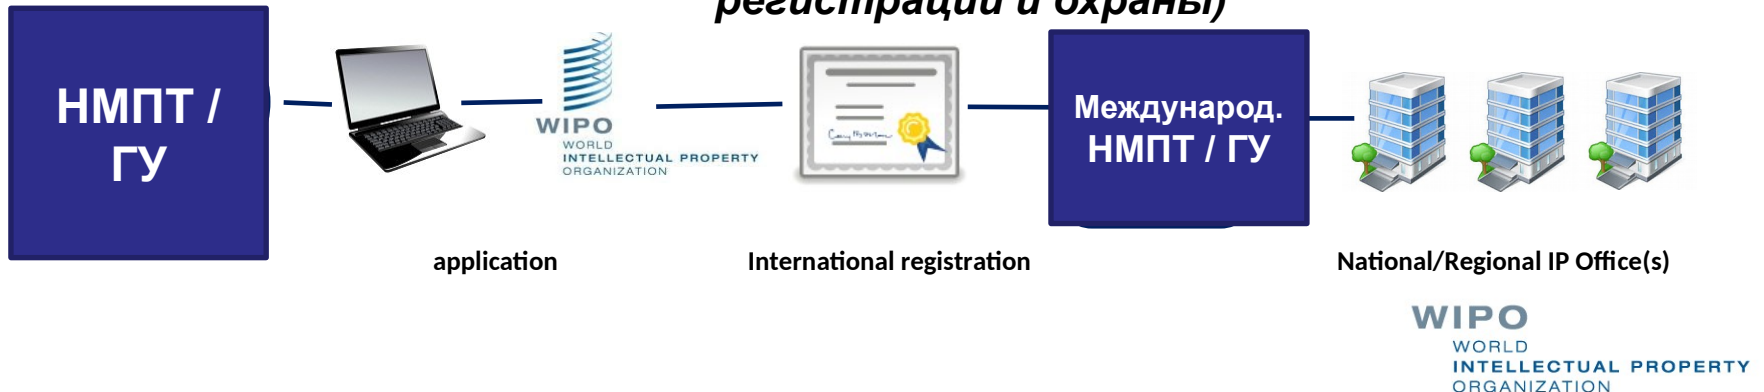 регистрации и охраны)
НМПТ /
ГУ
WIPO
WORLD
INTELLECTUAL PROPERTY
ORGANIZATION
Международ.
НМПТ / ГУ
application
International registration
National/Regional IP Office(s)
WIPO
WORLD
INTELLECTUAL PROPERTY
ORGANIZATION